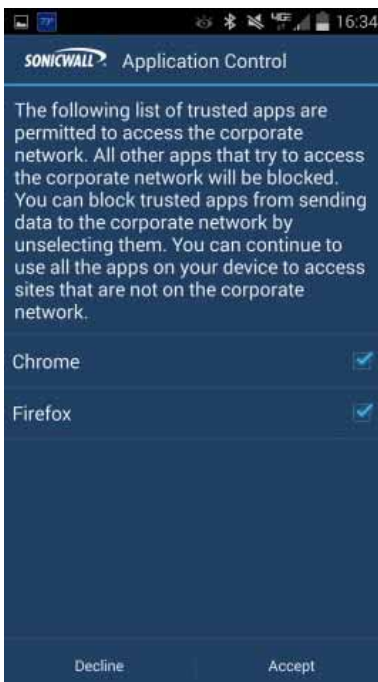 16:34
SONICWALL Application Control
The following list of trusted apps are
permitted to access the corporate
network. All other apps that try to access
the corporate network will be blocked.
You can block trusted apps from sending
data to the corporate network by
unselecting them. You can continue to
use all the apps on your device to access
sites that are not on the corporate
network.
Chrome
Firefox
Decline Accept